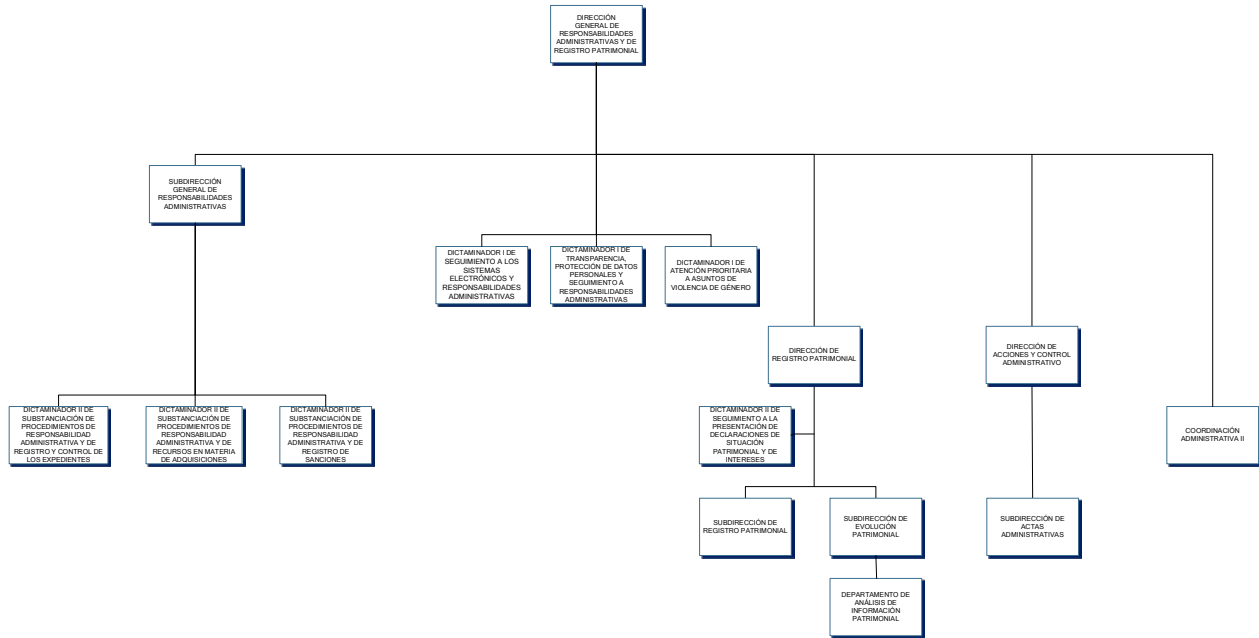 DIRECCIÓN
GENERAL DE
RESPONSABILIDADES
ADMINISTRATIVAS Y DE
REGISTRO PATRIMONIAL
SUBDIRECCIÓN
GENERAL DE
RESPONSABILIDADES
ADMINISTRATIVAS
DICTAMINADOR I DE
SEGUIMIENTO A LOS
SISTEMAS
ELECTRÓNICOS Y
RESPONSABILIDADES
ADMINISTRATIVAS
DICTAMINADOR I DE
TRANSPARENCIA,
PROTECCIÓN DE DATOS
PERSONALES Y
SEGUIMIENTO A
RESPONSABILIDADES
ADMINISTRATIVAS
DICTAMINADOR I DE
ATENCIÓN PRIORITARIA
A ASUNTOS DE
VIOLENCIA DE GÉNERO
DIRECCIÓN DE
REGISTRO PATRIMONIAL
DIRECCIÓN DE
ACCIONES Y CONTROL
ADMINISTRATIVO
DICTAMINADOR II DE
SUBSTANCIACIÓN DE
PROCEDIMIENTOS DE
RESPONSABILIDAD
ADMINISTRATIVA Y DE
REGISTRO Y CONTROL DE
LOS EXPEDIENTES
DICTAMINADOR II DE
SUBSTANCIACIÓN DE
PROCEDIMIENTOS DE
RESPONSABILIDAD
ADMINISTRATIVA Y DE
RECURSOS EN MATERIA
DE ADQUISICIONES
DICTAMINADOR II DE
SUBSTANCIACIÓN DE
PROCEDIMIENTOS DE
RESPONSABILIDAD
ADMINISTRATIVA Y DE
REGISTRO DE
SANCIONES
DICTAMINADOR II DE
SEGUIMIENTO A LA
PRESENTACIÓN DE
DECLARACIONES DE
SITUACIÓN
PATRIMONIAL Y DE
INTERESES
COORDINACIÓN
ADMINISTRATIVA II
SUBDIRECCIÓN DE
REGISTRO PATRIMONIAL
SUBDIRECCIÓN DE
EVOLUCIÓN
PATRIMONIAL
SUBDIRECCIÓN DE
ACTAS
ADMINISTRATIVAS
DEPARTAMENTO DE
ANÁLISIS DE
INFORMACIÓN
PATRIMONIAL